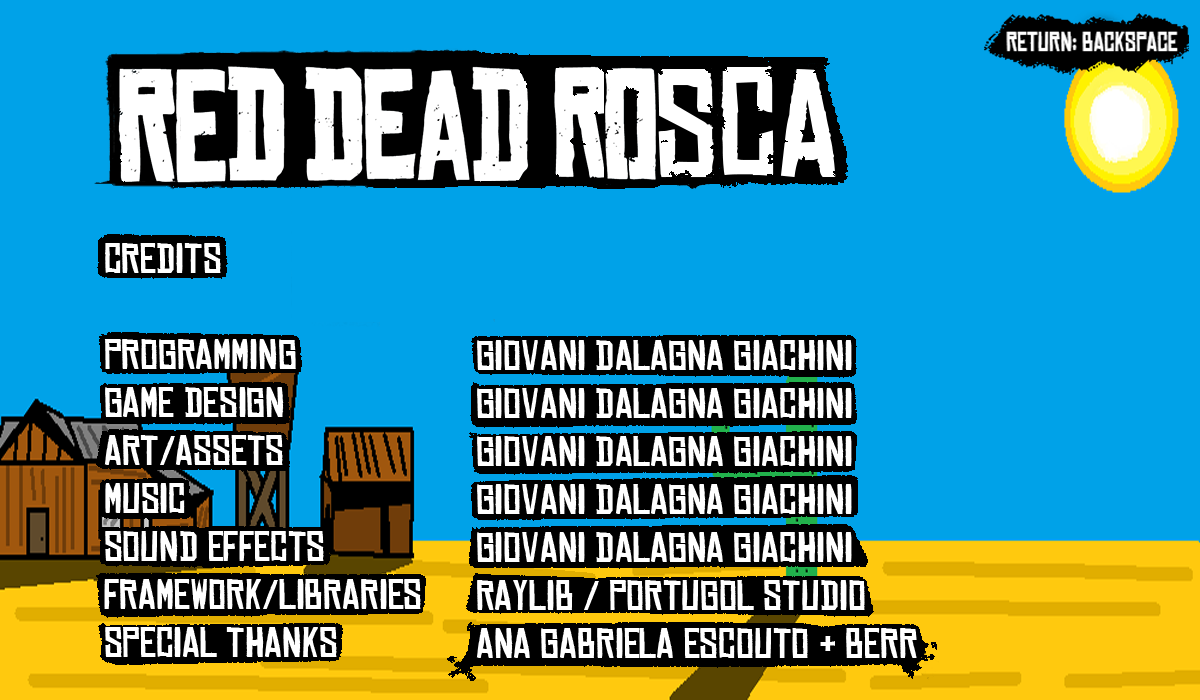 RETURN: BACKSPACE
RED DEAD ROSCA
CREDITS
PROGRAMMING GIOVANI DALAGNA GIACHINI
GAME DESIGN GIOVANI DALAGNA GIACHINI
ART/ASSETS GIOVANI DALAGNA GIACHINI
MUSIC GIOVANI DALAGNA GIACHINI
SOUND EFFECTS GIOVANI DALAGNA GIACHINI
FRAMEWORK/LIBRARIES RAYLIB / PORTUGOL STUDIO
SPECIAL THANKS ANA GABRIELA ESCOUTO + BERR